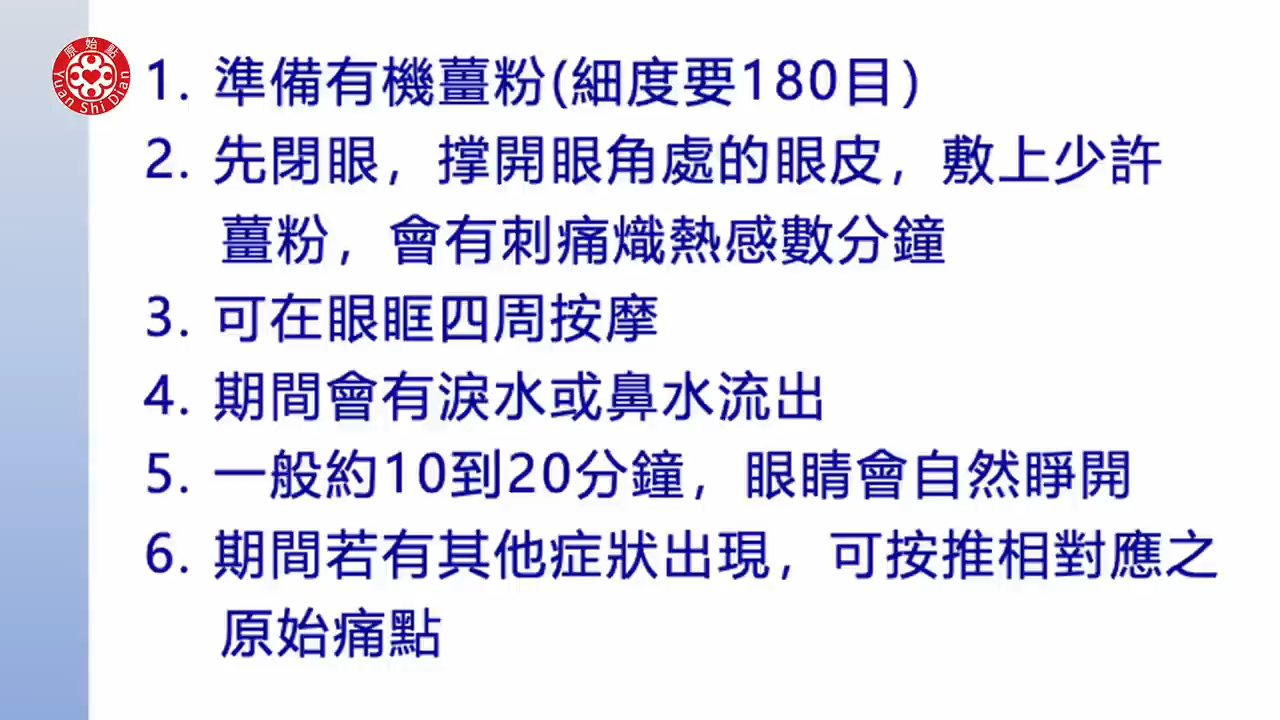 原始點
Yuan Shi Dian
1. 準備有機薑粉(細度要180目)
2. 先閉眼，撐開眼角處的眼皮，敷上少許
薑粉，會有刺痛熾熱感數分鐘
3. 可在眼眶四周按摩
4. 期間會有淚水或鼻水流出
5. 一般約10到20分鐘，眼睛會自然睜開
6. 期間若有其他症狀出現，可按推相對應之
原始痛點